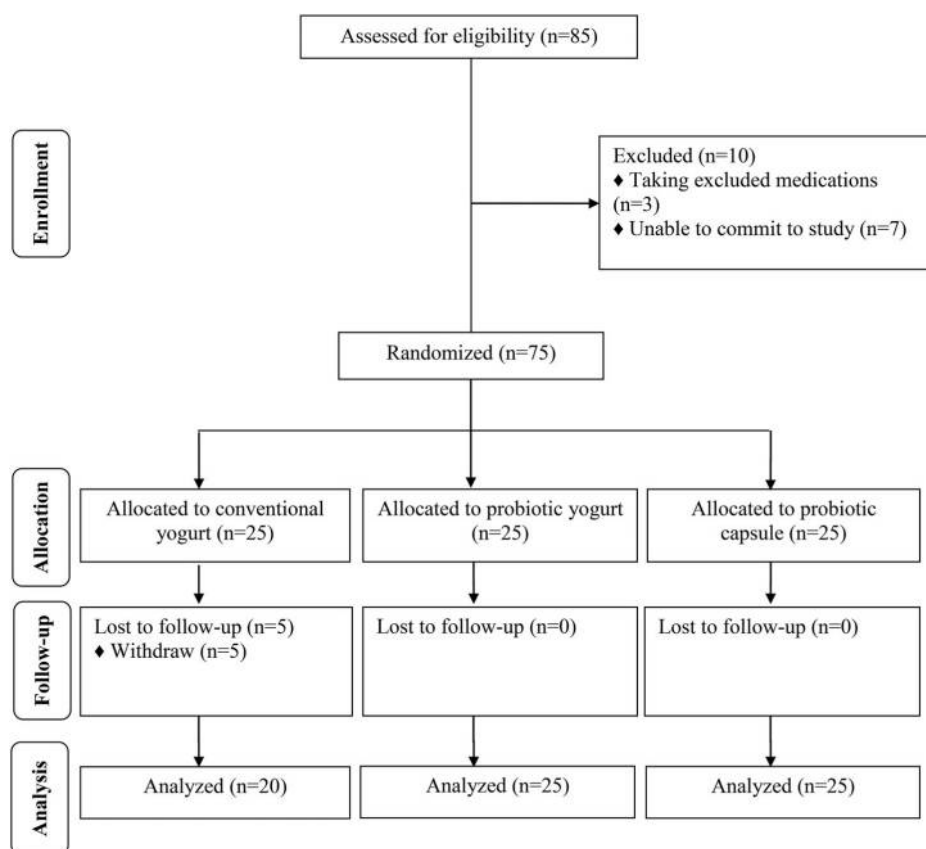 Assessed for eligibility (n=85)
Enrollment
Excluded (n=10)
♦ Taking excluded medications
(n=3)
♦ Unable to commit to study (n=7)
Randomized (n=75)
Allocation
Allocated to conventional
yogurt (n=25)
Allocated to probiotic yogurt
(n=25)
Allocated to probiotic
capsule (n=25)
Follow-up
Lost to follow-up (n=5)
♦ Withdraw (n=5)
Lost to follow-up (n=0)
Lost to follow-up (n=0)
Analysis
Analyzed (n=20)
Analyzed (n=25)
Analyzed (n=25)